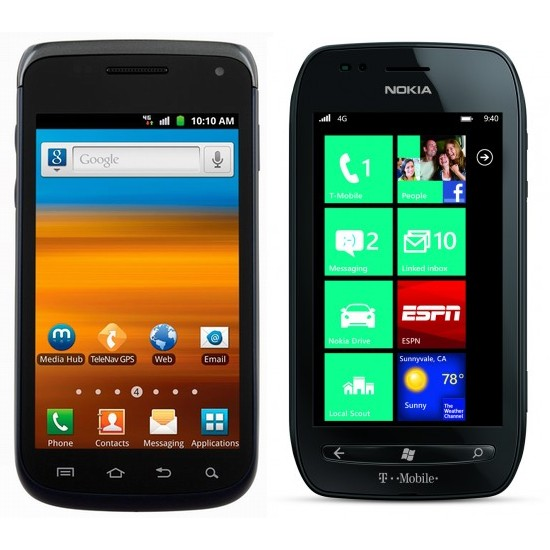 4G 10:10 AM
g Google
Media Hub TeleNav GPS Web Email
4
Phone Contacts Messaging Applications
NOKIA
4G 9:40
1
T-Mobile People f
2 10
Messaging Linked inbox
Nokia Drive ESPN
ESPN
Sunnyvale, CA
78°
Local Scout Sunny The
Weather
Channel
T··Mobile·